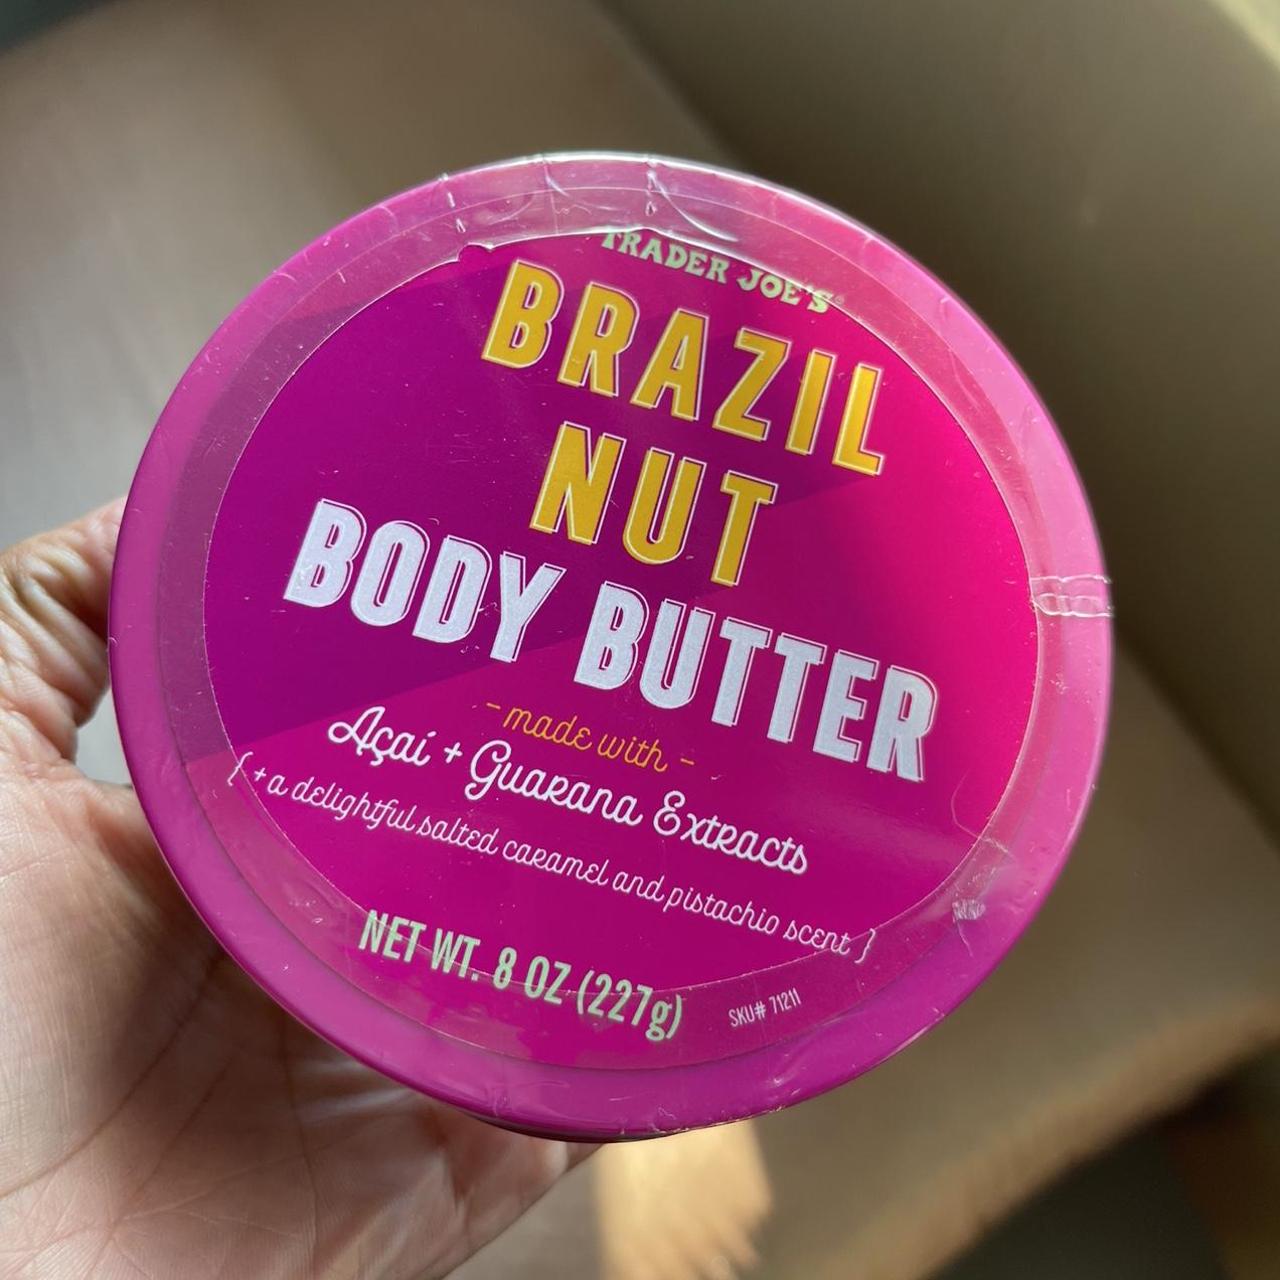 TRADER JOE'S®
BRAZIL
NUT
BODY BUTTER
- made with -
Açaí + Guarana Extracts
{ + a delightful salted caramel and pistachio scent }
NET WT. 8 OZ (227g)
SKU# 71211